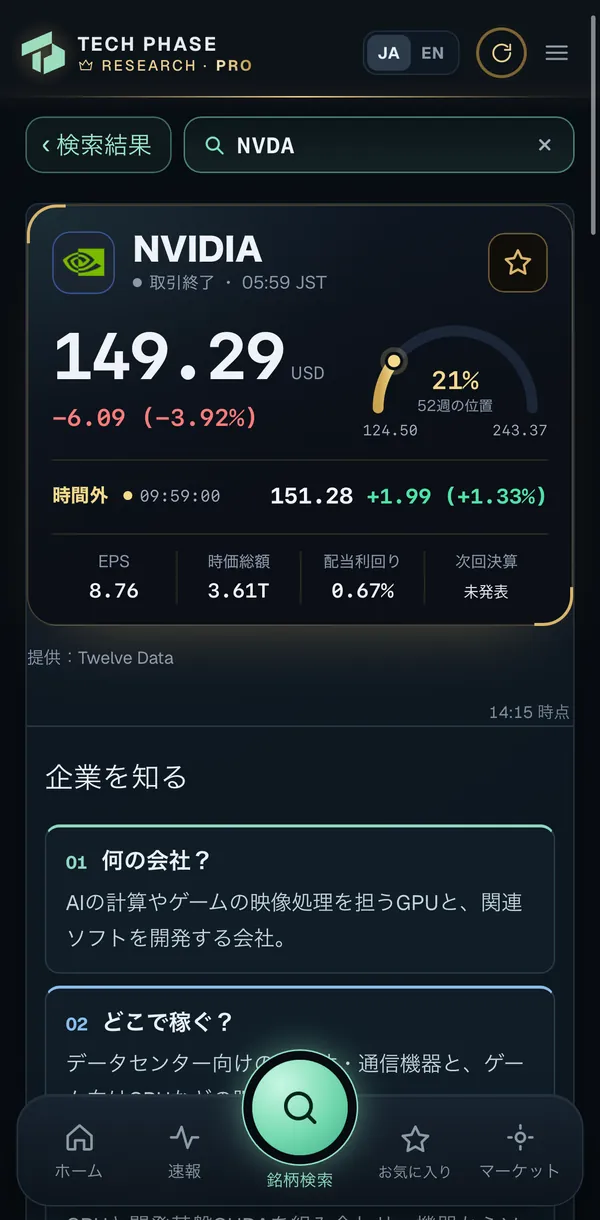 TECH PHASE
RESEARCH · PRO
JA EN
‹ 検索結果
NVDA
×
NVIDIA
取引終了 · 05:59 JST
149.29 USD
−6.09 (−3.92%)
21%
52週の位置
124.50 243.37
時間外 09:59:00 151.28 +1.99 (+1.33%)
EPS 時価総額 配当利回り 次回決算
8.76 3.61T 0.67% 未発表
提供：Twelve Data
14:15 時点
企業を知る
01 何の会社？
AIの計算やゲームの映像処理を担うGPUと、関連
ソフトを開発する会社。
02 どこで稼ぐ？
データセンター向けの ・通信機器と、ゲー
ホーム 速報 銘柄検索 お気に入り マーケット